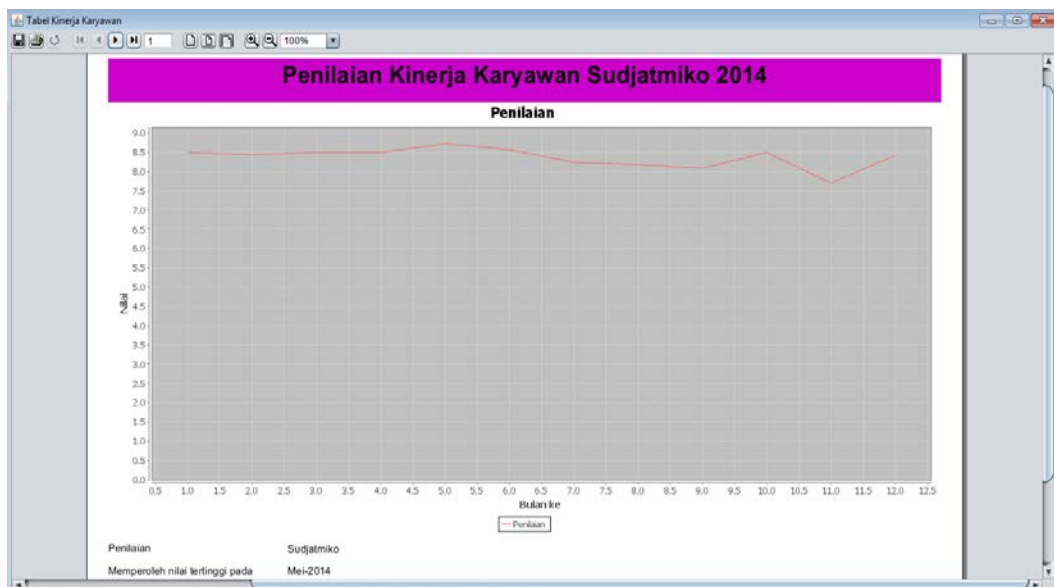 Tabel Kinerja Karyawan
1
100%
Penilaian Kinerja Karyawan Sudjatmiko 2014
Penilaian
9.0
8.5
8.0
7.5
7.0
6.5
6.0
5.5
5.0
4.5
4.0
3.5
3.0
2.5
2.0
1.5
1.0
0.5
0.0
Nilai
0.5 1.0 1.5 2.0 2.5 3.0 3.5 4.0 4.5 5.0 5.5 6.0 6.5 7.0 7.5 8.0 8.5 9.0 9.5 10.0 10.5 11.0 11.5 12.0 12.5
Bulan ke
Penilaian
Penilaian Sudjatmiko
Memperoleh nilai tertinggi pada Mei-2014